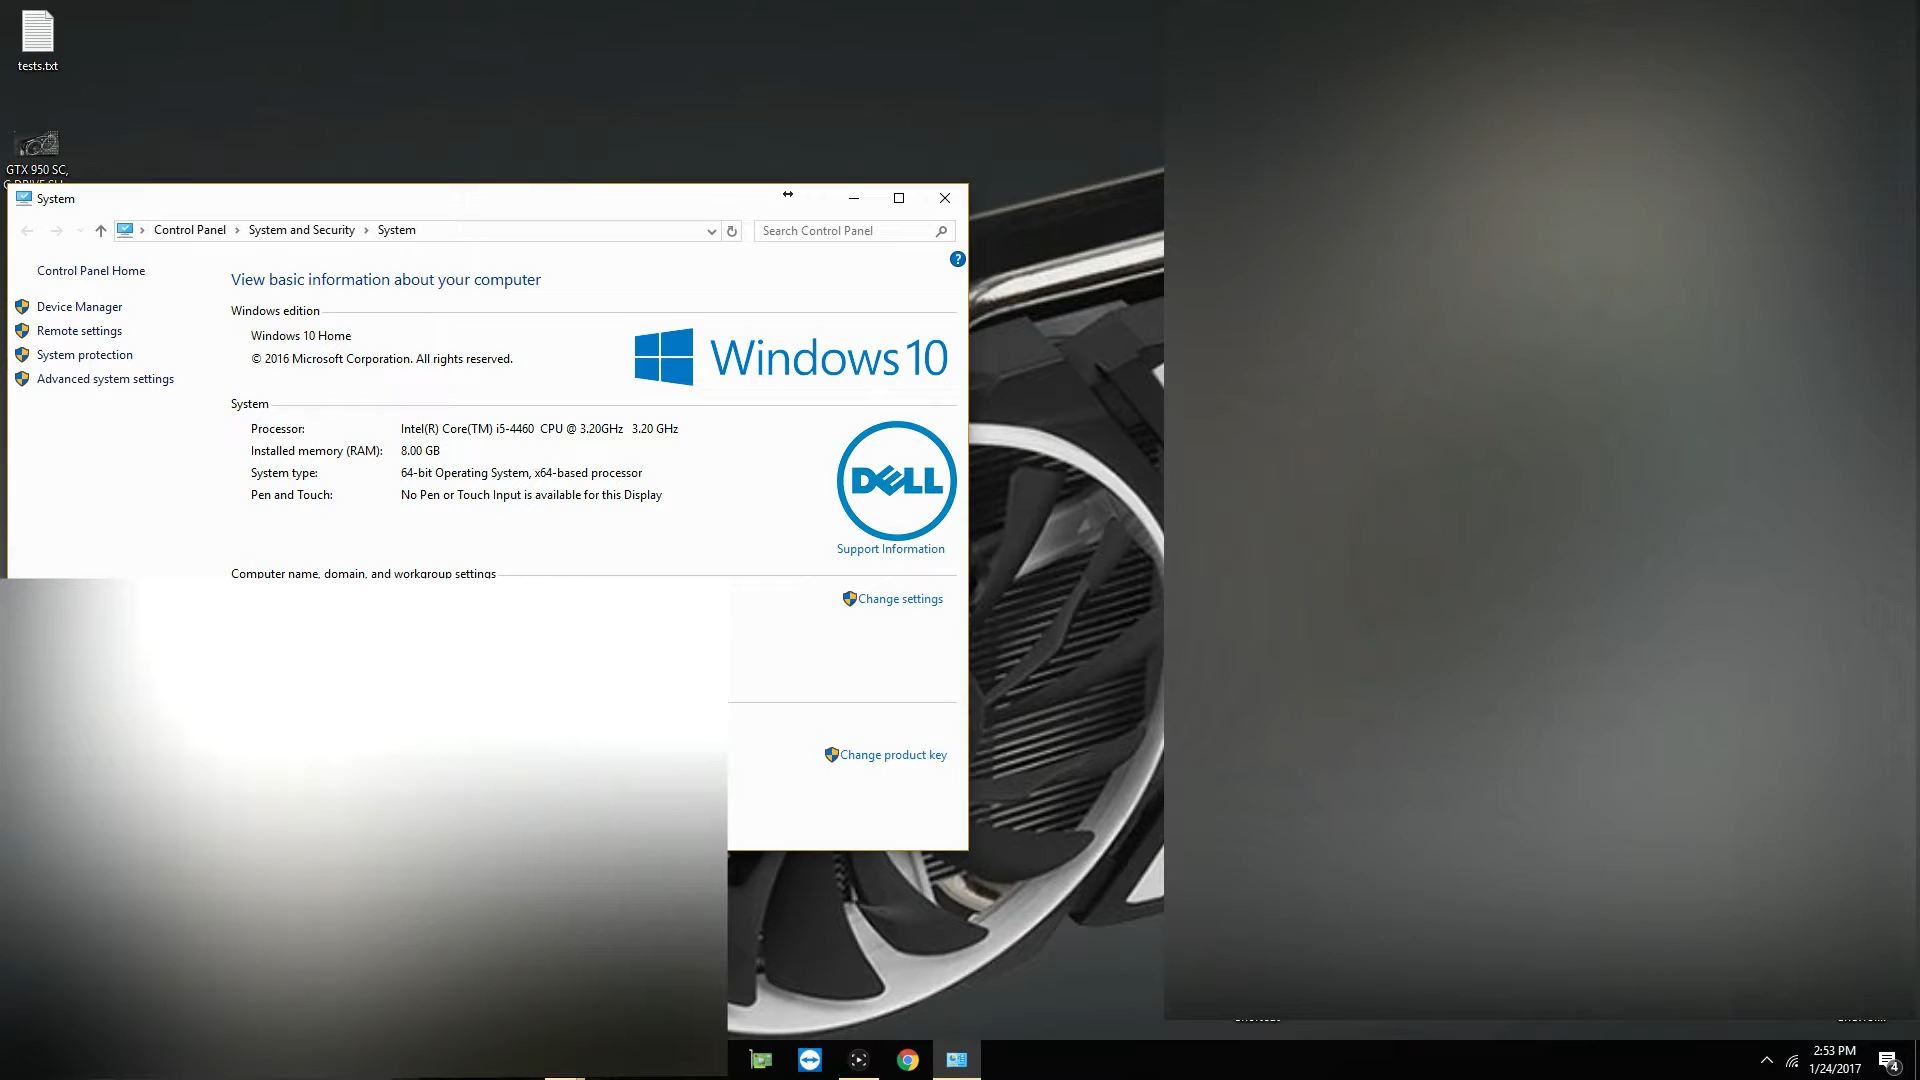 tests.txt
GTX 950 SC,
System
Control Panel
System and Security
System
Search Control Panel
?
Control Panel Home
Device Manager
Remote settings
System protection
Advanced system settings
View basic information about your computer
Windows edition
Windows 10 Home
© 2016 Microsoft Corporation. All rights reserved.
Windows 10
System
Processor: Intel(R) Core(TM) i5-4460 CPU @ 3.20GHz 3.20 GHz
Installed memory (RAM): 8.00 GB
System type: 64-bit Operating System, x64-based processor
Pen and Touch: No Pen or Touch Input is available for this Display
DELL
Support Information
Computer name, domain, and workgroup settings
Change settings
Change product key
2:53 PM
1/24/2017
4